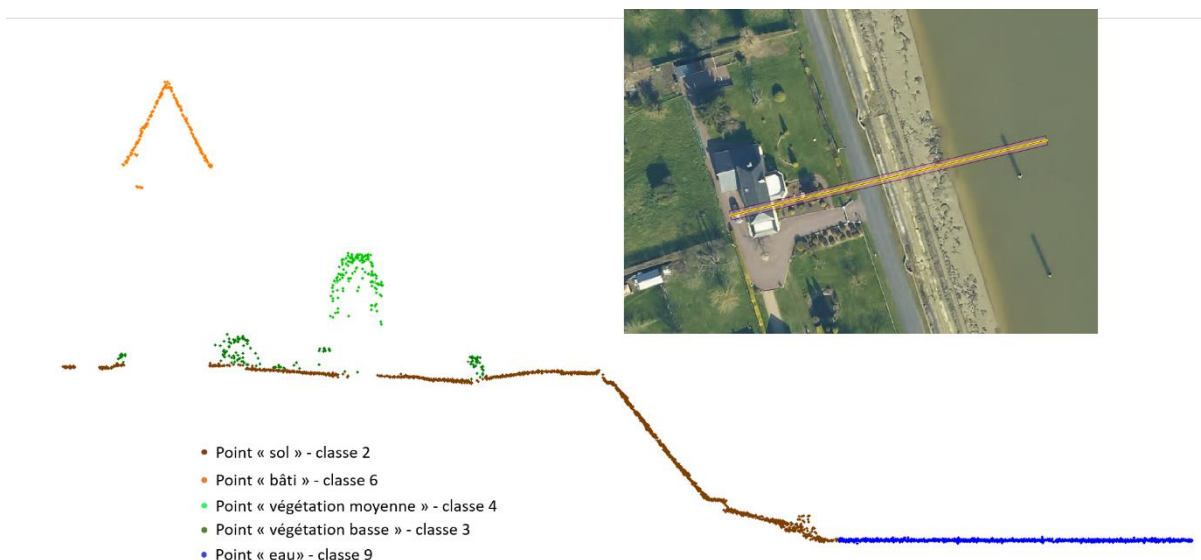 Point « sol » - classe 2
Point « bâti » - classe 6
Point « végétation moyenne » - classe 4
Point « végétation basse » - classe 3
Point « eau» - classe 9